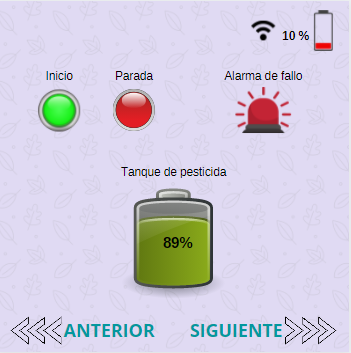 10 %
Inicio Parada Alarma de fallo
Tanque de pesticida
89%
ANTERIOR SIGUIENTE